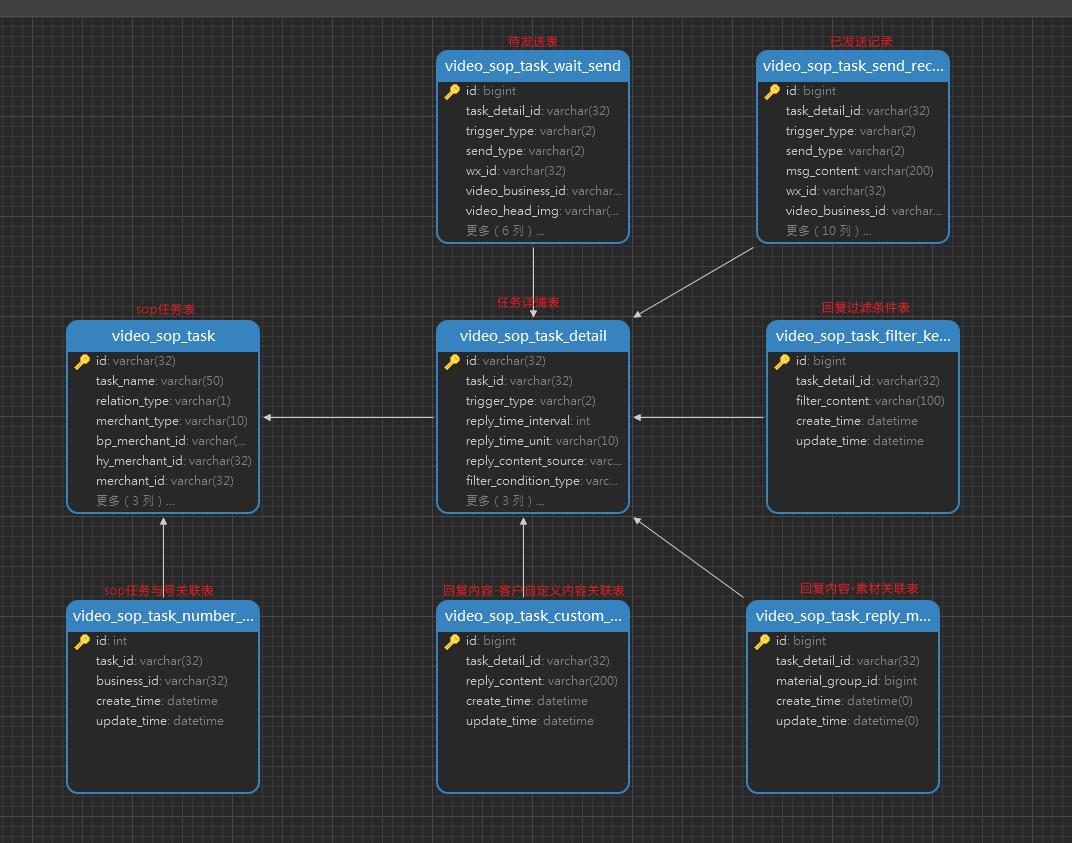 待发送表
video_sop_task_wait_send
id: bigint
task_detail_id: varchar(32)
trigger_type: varchar(2)
send_type: varchar(2)
wx_id: varchar(32)
video_business_id: varchar...
video_head_img: varchar(...
更多（6 列）...
已发送记录
video_sop_task_send_rec...
id: bigint
task_detail_id: varchar(32)
trigger_type: varchar(2)
send_type: varchar(2)
msg_content: varchar(200)
wx_id: varchar(32)
video_business_id: varchar...
更多（10 列）...
sop任务表
video_sop_task
id: varchar(32)
task_name: varchar(50)
relation_type: varchar(1)
merchant_type: varchar(10)
bp_merchant_id: varchar(...
hy_merchant_id: varchar(32)
merchant_id: varchar(32)
更多（3 列）...
任务详情表
video_sop_task_detail
id: varchar(32)
task_id: varchar(32)
trigger_type: varchar(2)
reply_time_interval: int
reply_time_unit: varchar(10)
reply_content_source: varc...
filter_condition_type: varc...
更多（3 列）...
回复过滤条件表
video_sop_task_filter_ke...
id: bigint
task_detail_id: varchar(32)
filter_content: varchar(100)
create_time: datetime
update_time: datetime
sop任务与号关联表
video_sop_task_number_...
id: int
task_id: varchar(32)
business_id: varchar(32)
create_time: datetime
update_time: datetime
回复内容-客户自定义内容关联表
video_sop_task_custom_...
id: bigint
task_detail_id: varchar(32)
reply_content: varchar(200)
create_time: datetime
update_time: datetime
回复内容-素材关联表
video_sop_task_reply_m...
id: bigint
task_detail_id: varchar(32)
material_group_id: bigint
create_time: datetime(0)
update_time: datetime(0)